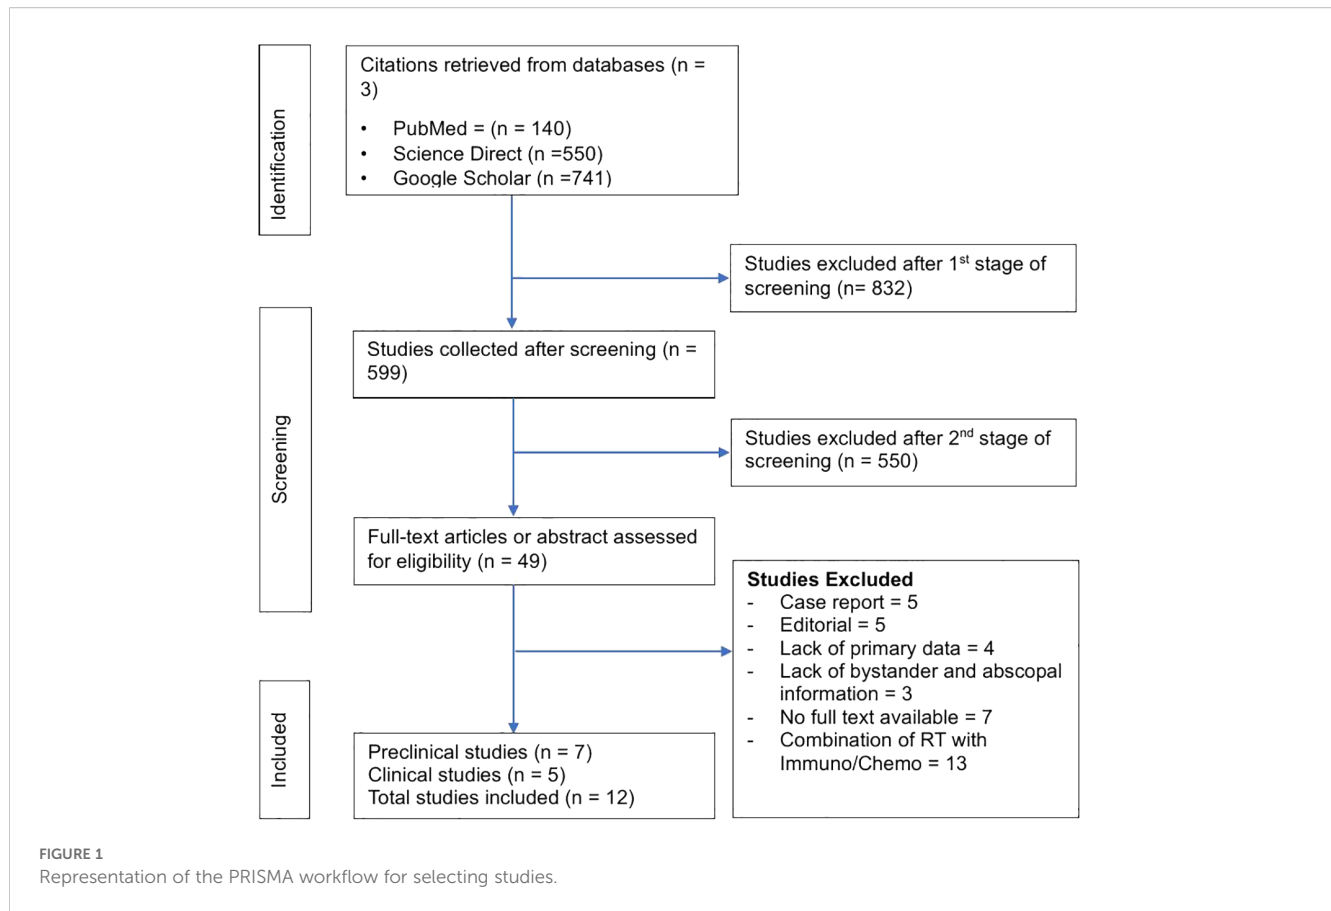 Identification
Citations retrieved from databases (n =
3)
• PubMed = (n = 140)
• Science Direct (n =550)
• Google Scholar (n =741)
Studies excluded after 1st stage of
screening (n= 832)
Screening
Studies collected after screening (n =
599)
Studies excluded after 2nd stage of
screening (n = 550)
Full-text articles or abstract assessed
for eligibility (n = 49)
Studies Excluded
- Case report = 5
- Editorial = 5
- Lack of primary data = 4
- Lack of bystander and abscopal
information = 3
- No full text available = 7
- Combination of RT with
Immuno/Chemo = 13
Included
Preclinical studies (n = 7)
Clinical studies (n = 5)
Total studies included (n = 12)
FIGURE 1
Representation of the PRISMA workflow for selecting studies.